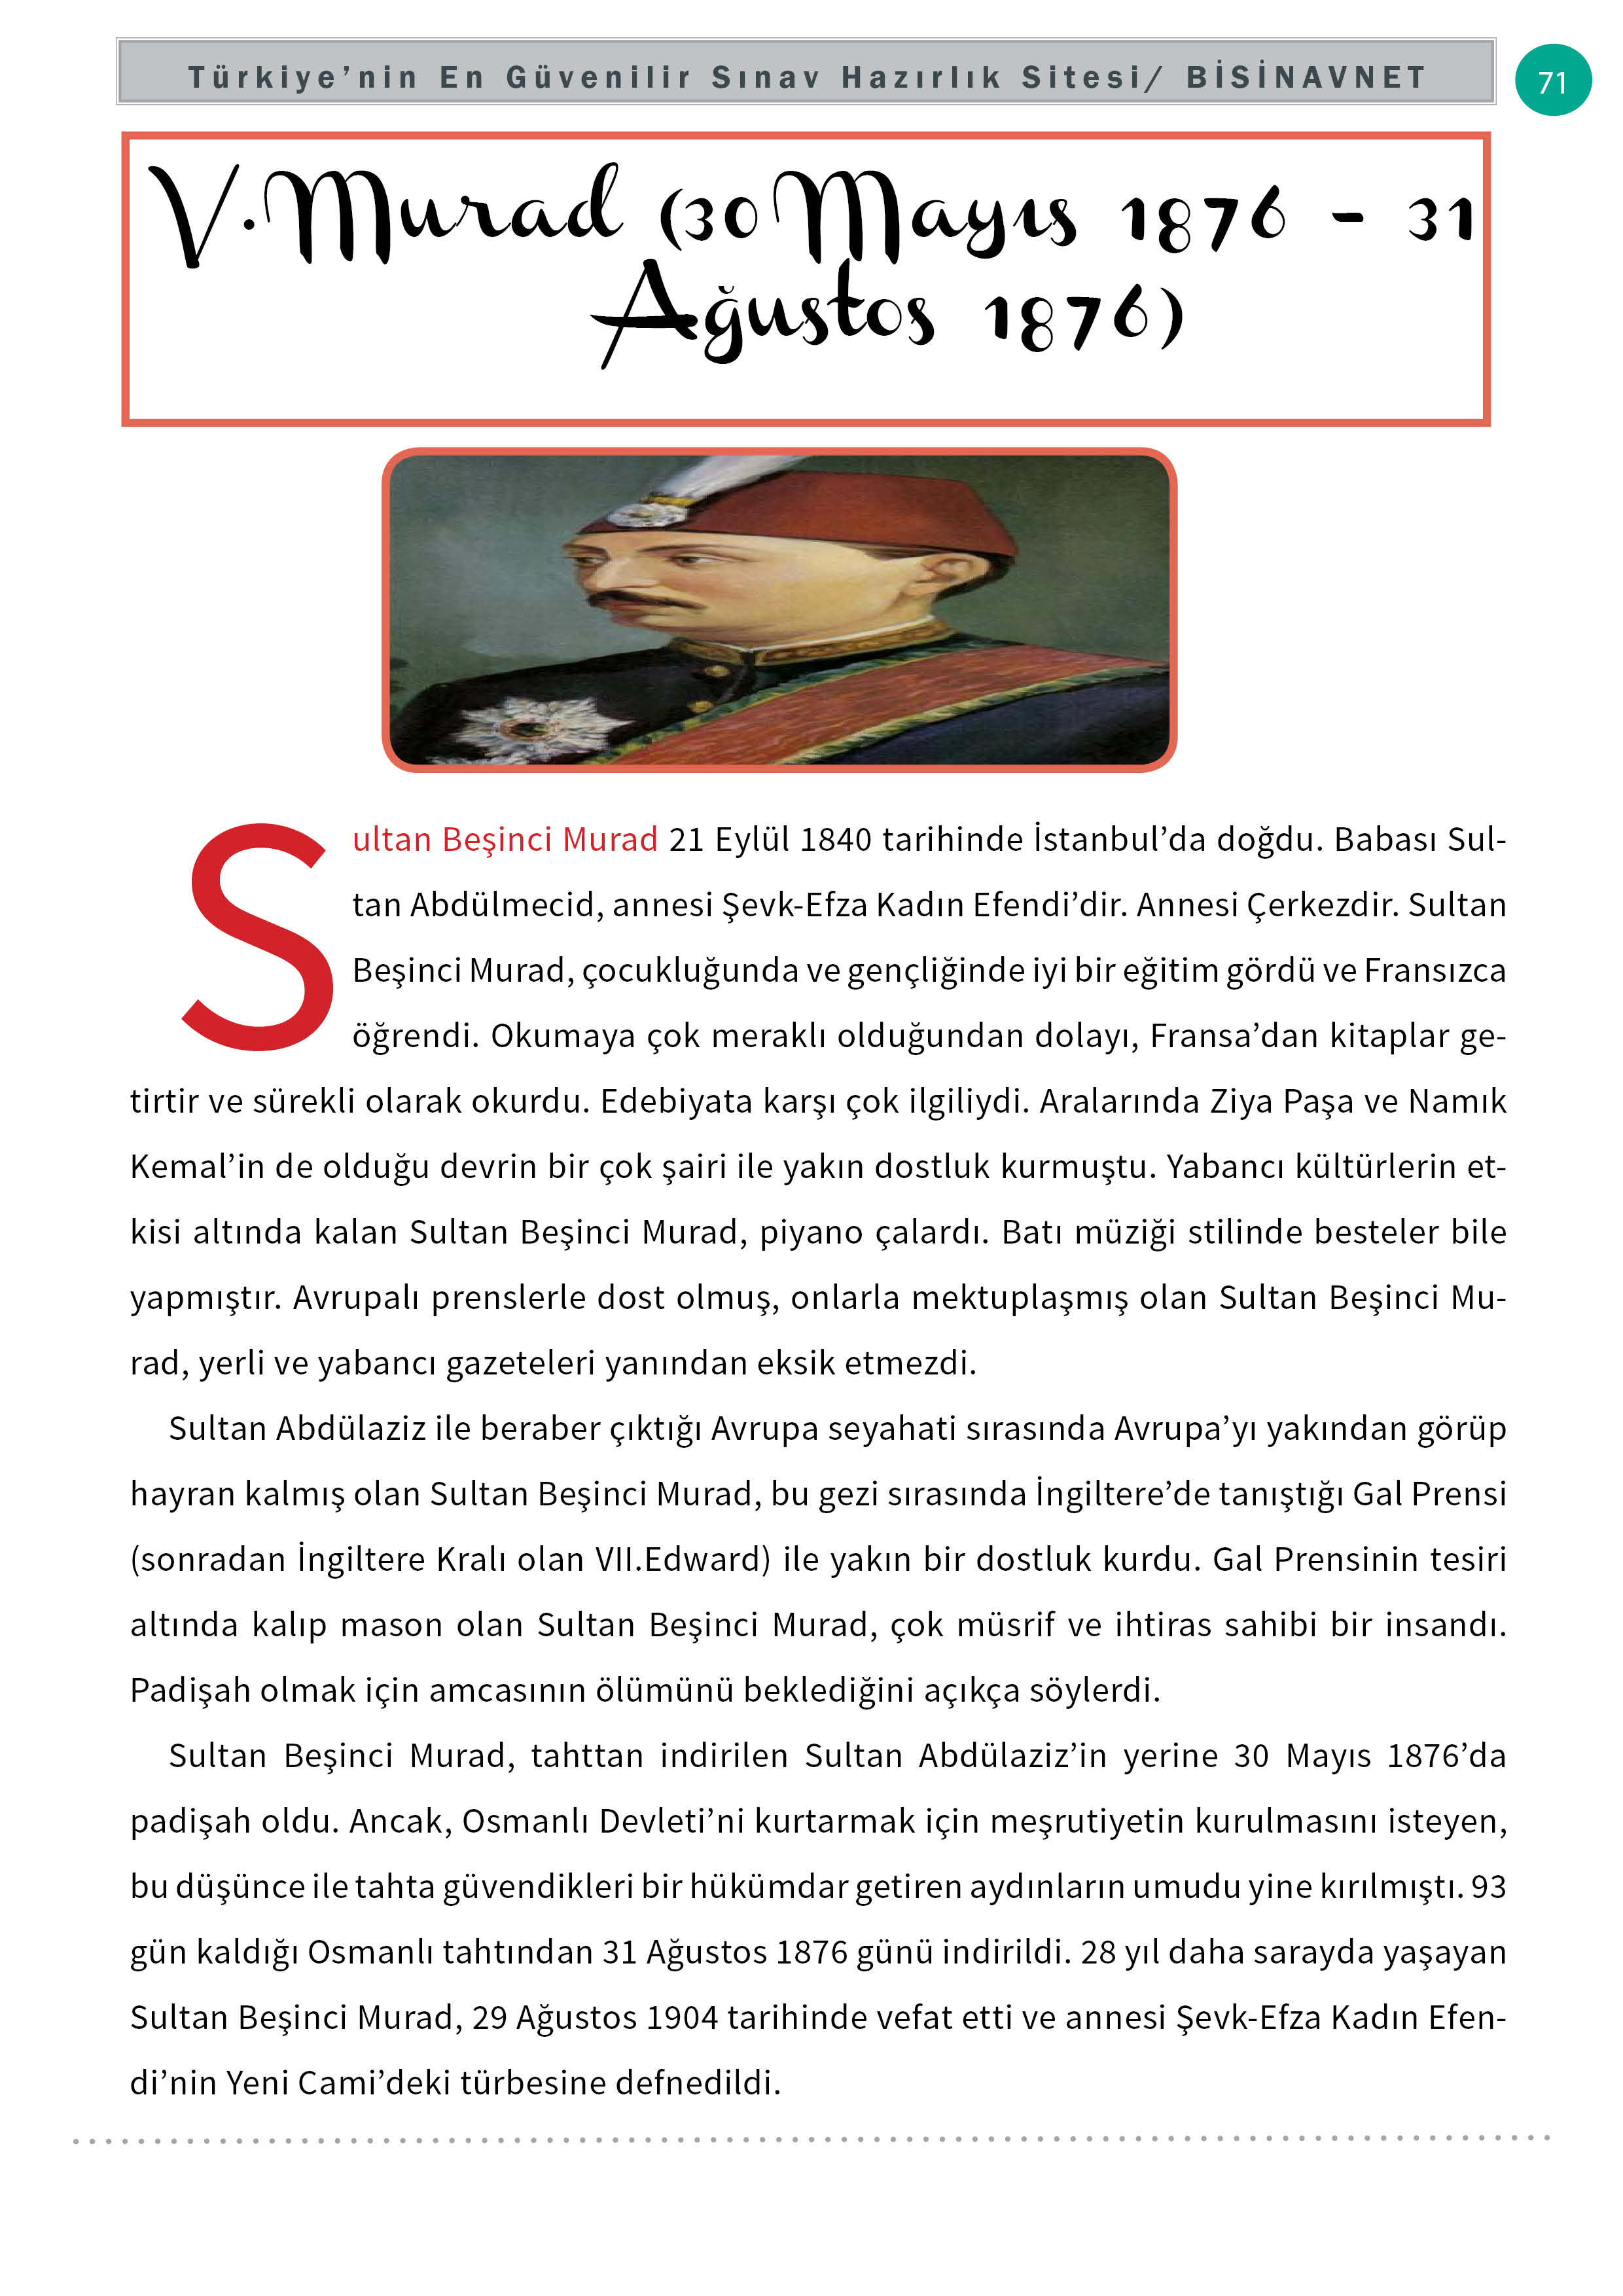 Türkiye’nin En Güvenilir Sınav Hazırlık Sitesi/ BİSİNAVNET
71
V.Murad (30 Mayıs 1876 - 31
Ağustos 1876)
Sultan Beşinci Murad 21 Eylül 1840 tarihinde İstanbul’da doğdu. Babası Sul-
tan Abdülmecid, annesi Şevk-Efza Kadın Efendi’dir. Annesi Çerkezdir. Sultan
Beşinci Murad, çocukluğunda ve gençliğinde iyi bir eğitim gördü ve Fransızca
öğrendi. Okumaya çok meraklı olduğundan dolayı, Fransa’dan kitaplar ge-
tirtir ve sürekli olarak okurdu. Edebiyata karşı çok ilgiliydi. Aralarında Ziya Paşa ve Namık
Kemal’in de olduğu devrin bir çok şairi ile yakın dostluk kurmuştu. Yabancı kültürlerin et-
kisi altında kalan Sultan Beşinci Murad, piyano çalardı. Batı müziği stilinde besteler bile
yapmıştır. Avrupalı prenslerle dost olmuş, onlarla mektuplaşmış olan Sultan Beşinci Mu-
rad, yerli ve yabancı gazeteleri yanından eksik etmezdi.
Sultan Abdülaziz ile beraber çıktığı Avrupa seyahati sırasında Avrupa’yı yakından görüp
hayran kalmış olan Sultan Beşinci Murad, bu gezi sırasında İngiltere’de tanıştığı Gal Prensi
(sonradan İngiltere Kralı olan VII.Edward) ile yakın bir dostluk kurdu. Gal Prensinin tesiri
altında kalıp mason olan Sultan Beşinci Murad, çok müsrif ve ihtiras sahibi bir insandı.
Padişah olmak için amcasının ölümünü beklediğini açıkça söylerdi.
Sultan Beşinci Murad, tahttan indirilen Sultan Abdülaziz’in yerine 30 Mayıs 1876’da
padişah oldu. Ancak, Osmanlı Devleti’ni kurtarmak için meşrutiyetin kurulmasını isteyen,
bu düşünce ile tahta güvendikleri bir hükümdar getiren aydınların umudu yine kırılmıştı. 93
gün kaldığı Osmanlı tahtından 31 Ağustos 1876 günü indirildi. 28 yıl daha sarayda yaşayan
Sultan Beşinci Murad, 29 Ağustos 1904 tarihinde vefat etti ve annesi Şevk-Efza Kadın Efen-
di’nin Yeni Cami’deki türbesine defnedildi.